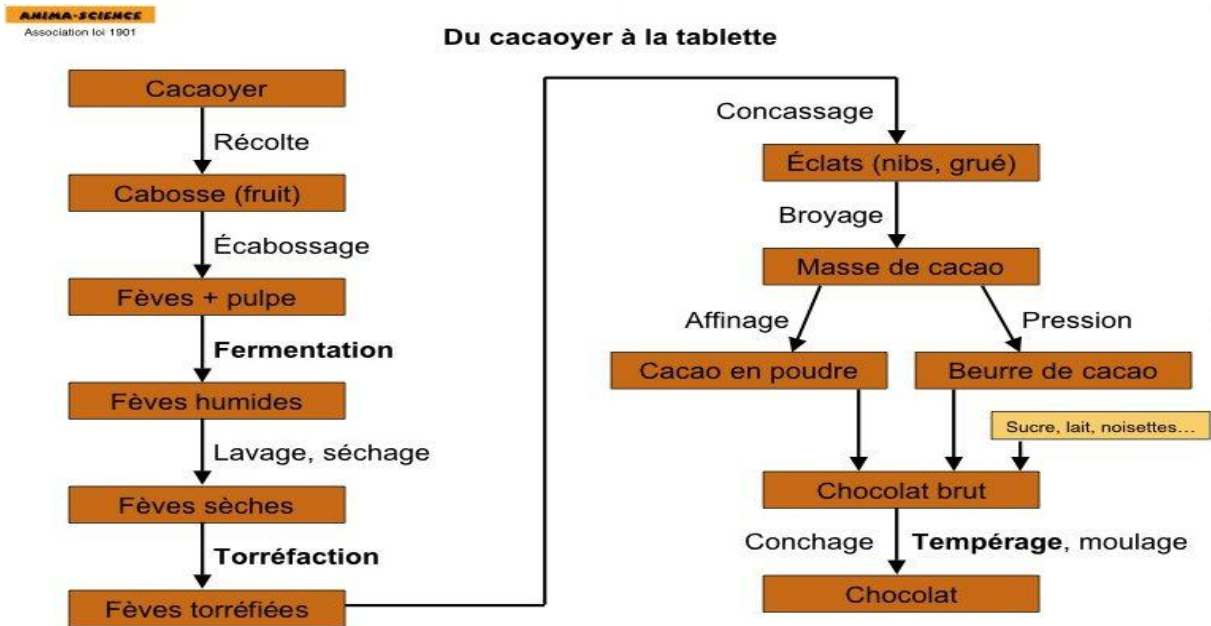 ANIMA-SCIENCE
Association loi 1901
Du cacaoyer à la tablette
Cacaoyer
Récolte
Cabosse (fruit)
Écabossage
Fèves + pulpe
Fermentation
Fèves humides
Lavage, séchage
Fèves sèches
Torréfaction
Fèves torréfiées
Concassage
Éclats (nibs, grué)
Broyage
Masse de cacao
Affinage
Pression
Cacao en poudre
Beurre de cacao
Sucre, lait, noisettes...
Chocolat brut
Conchage
Tempérage, moulage
Chocolat